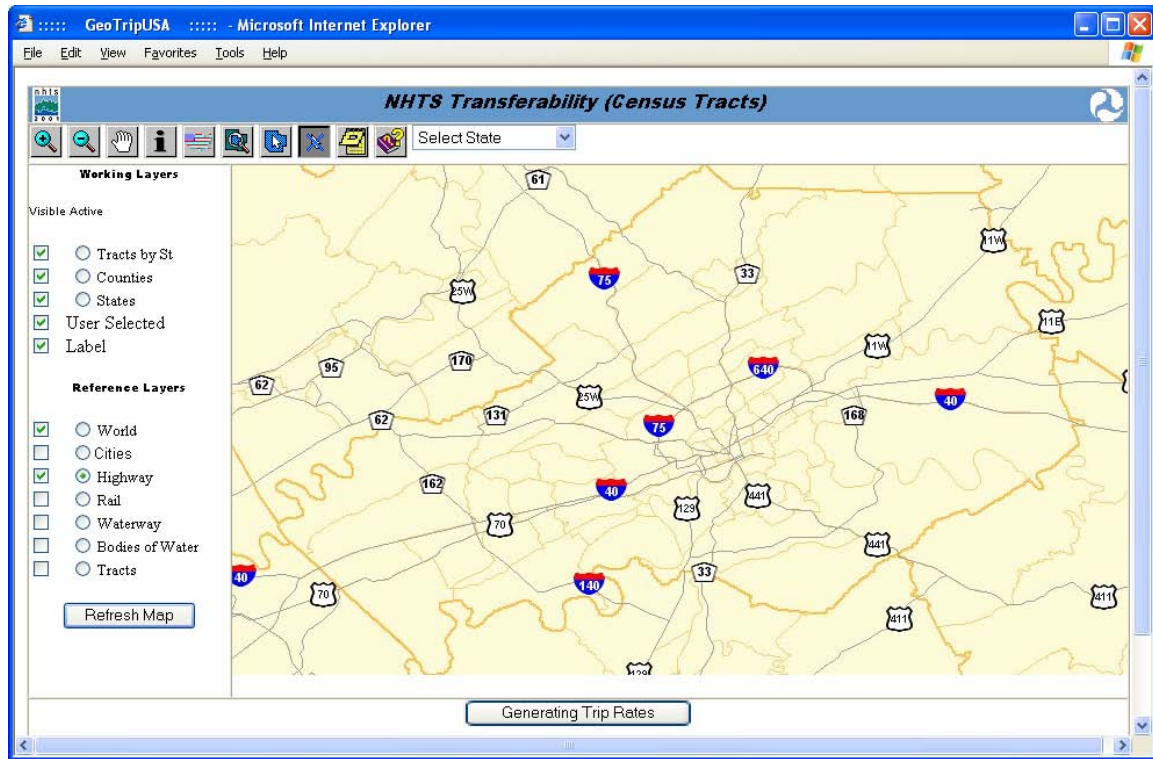 ::::: GeoTripUSA ::::: - Microsoft Internet Explorer
File Edit View Favorites Tools Help
nhts
2001
NHTS Transferability (Census Tracts)
Select State
Working Layers
Visible Active
Tracts by St
Counties
States
User Selected
Label
Reference Layers
World
Cities
Highway
Rail
Waterway
Bodies of Water
Tracts
Refresh Map
61
11W
75
33
25W
11E
11W
95
170
640
62
25W
40
62
131
75
168
162
40
441
129
70
441
33
40
140
70
411
411
129
Generating Trip Rates